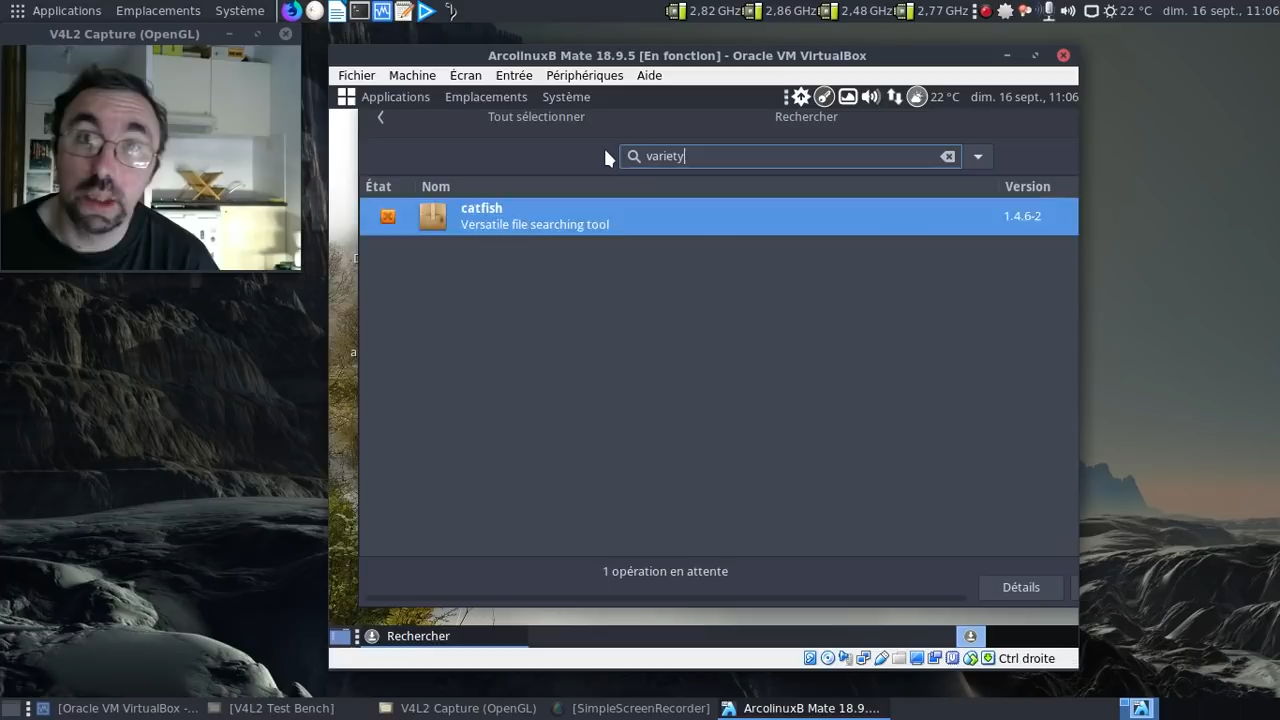 Applications Emplacements Système 2,82 GHz 2,86 GHz 2,48 GHz 2,77 GHz 22 °C dim. 16 sept., 11:06
V4L2 Capture (OpenGL)
ArcolinuxB Mate 18.9.5 [En fonction] - Oracle VM VirtualBox
Fichier Machine Écran Entrée Périphériques Aide
Applications Emplacements Système 22 °C dim. 16 sept., 11:06
Tout sélectionner Rechercher
variety
État Nom Version
catfish
Versatile file searching tool 1.4.6-2
1 opération en attente
Détails
Rechercher
Ctrl droite
[Oracle VM VirtualBox -... [V4L2 Test Bench] V4L2 Capture (OpenGL) [SimpleScreenRecorder] ArcolinuxB Mate 18.9....